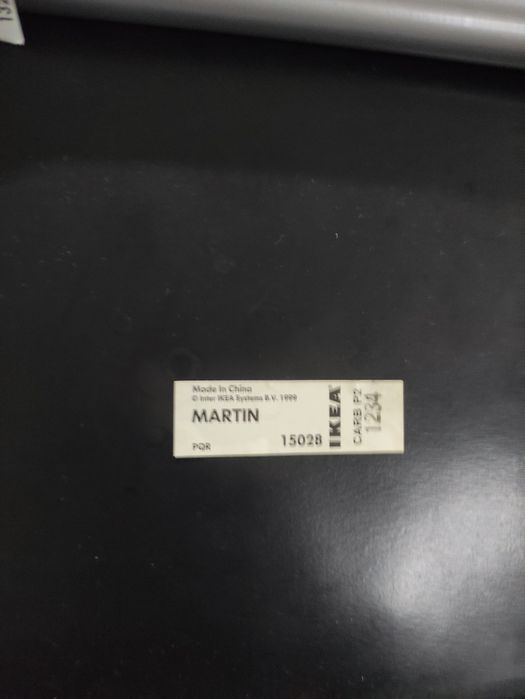 Made in China
© Inter IKEA Systems B.V. 1999
MARTIN
PQR
15028
IKEA
CARB P2
1234